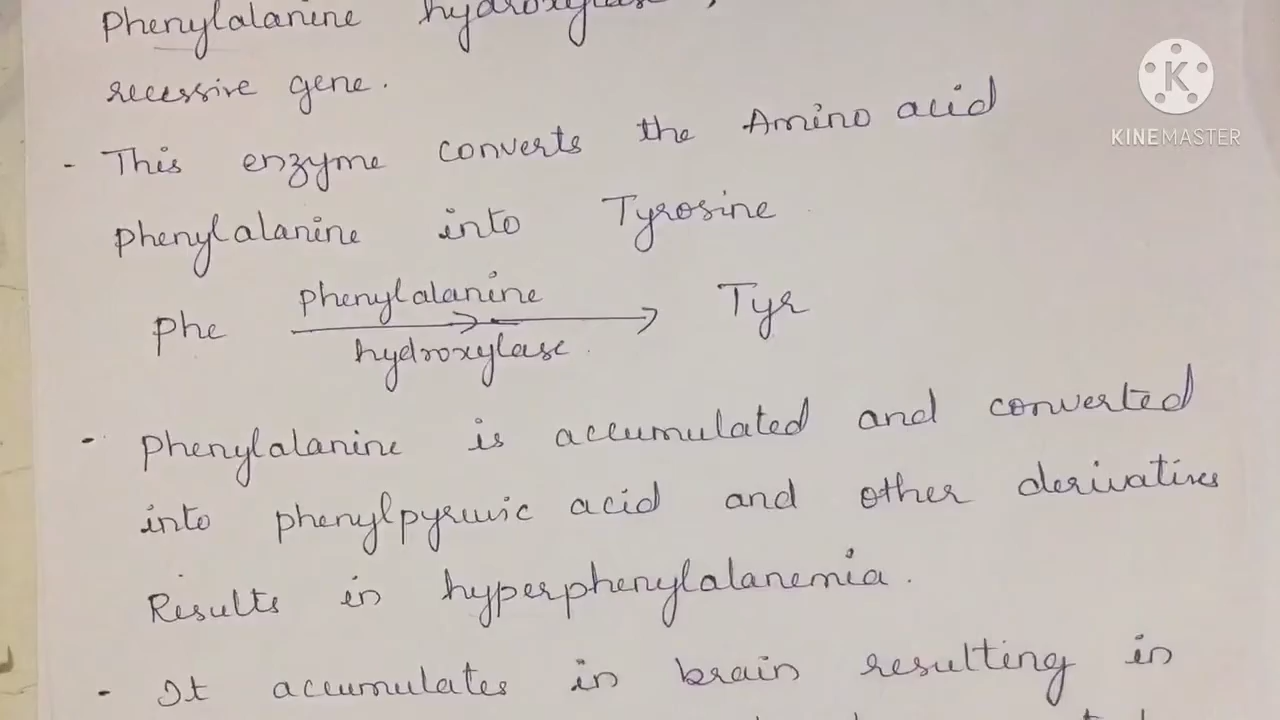 Phenylalanine hydroxylase,
recessive gene.
- This enzyme converts the Amino acid
phenylalanine into Tyrosine
phe phenylalanine hydroxylase Tyr
- Phenylalanine is accumulated and converted
into phenylpyruvic acid and other derivatives
Results in hyperphenylalanemia.
- It accumulates in brain resulting in
K
KINEMASTER